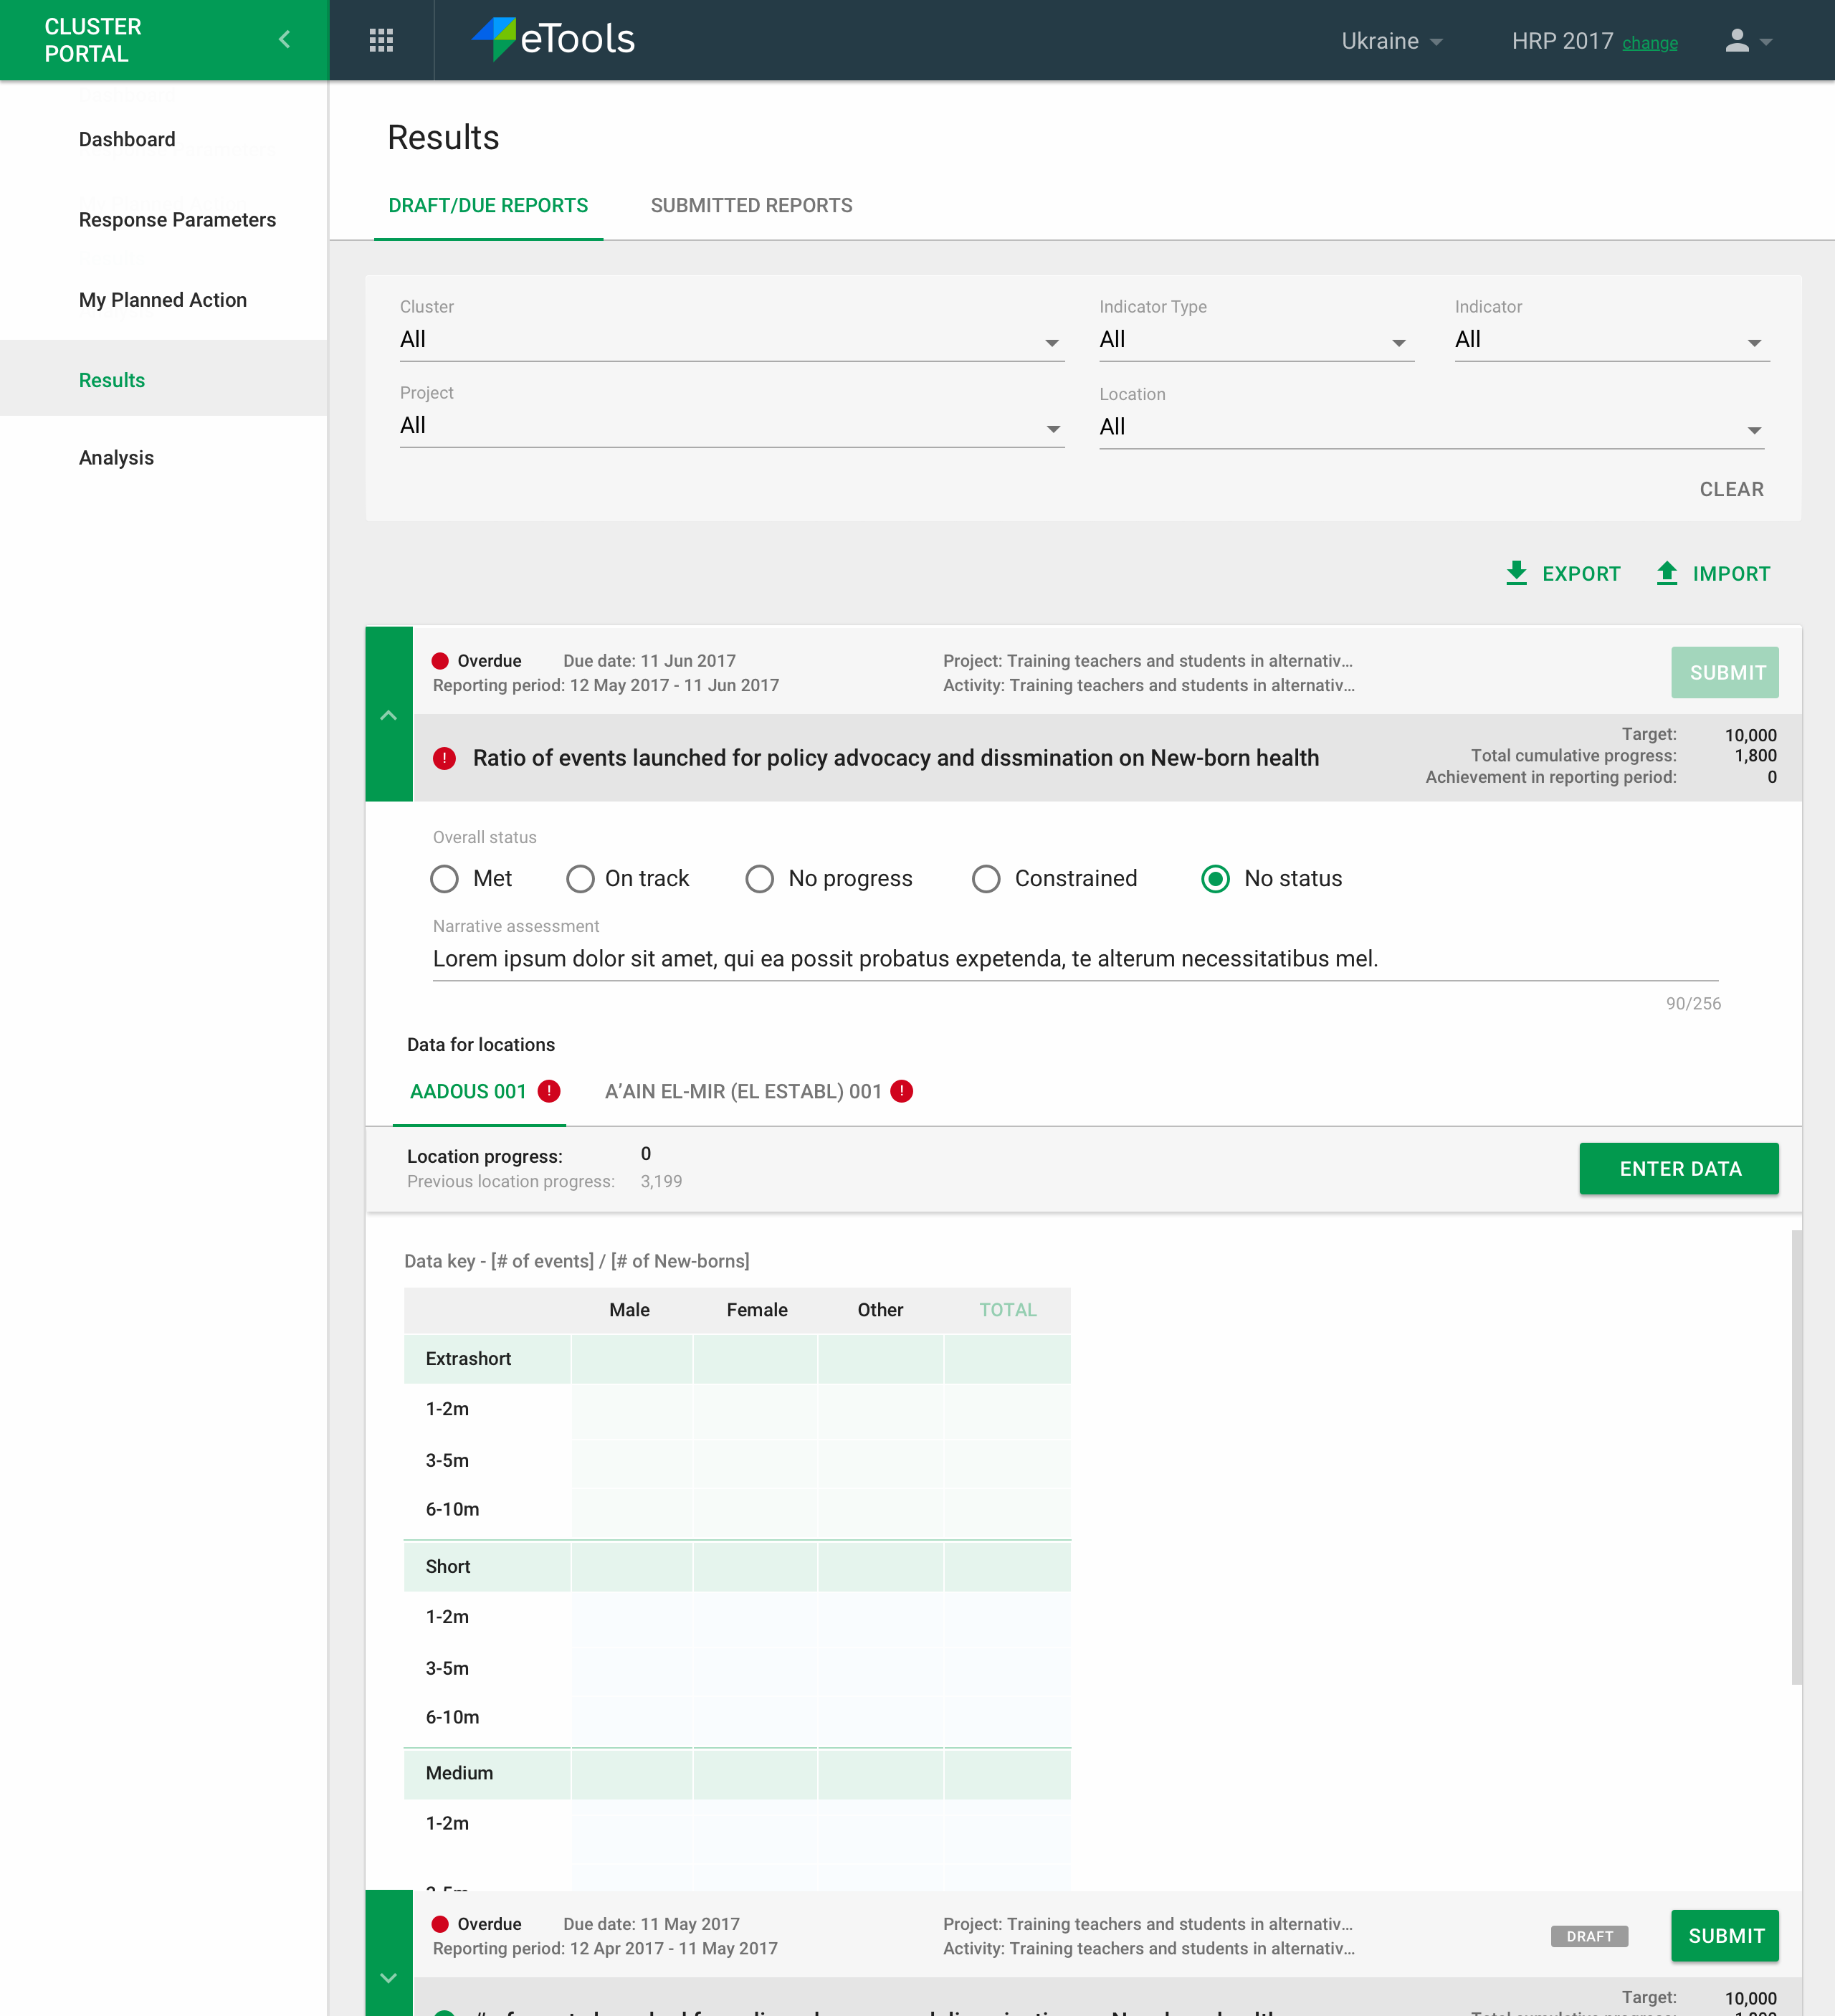 CLUSTER
PORTAL
eTools
Ukraine
HRP 2017 change
Dashboard
Response Parameters
My Planned Action
Results
Analysis
Results
DRAFT/DUE REPORTS
SUBMITTED REPORTS
Cluster
All
Indicator Type
All
Indicator
All
Project
All
Location
All
CLEAR
EXPORT
IMPORT
Overdue Due date: 11 Jun 2017
Reporting period: 12 May 2017 - 11 Jun 2017
Project: Training teachers and students in alternativ...
Activity: Training teachers and students in alternativ...
SUBMIT
Ratio of events launched for policy advocacy and dissmination on New-born health
Target: 10,000
Total cumulative progress: 1,800
Achievement in reporting period: 0
Overall status
Met
On track
No progress
Constrained
No status
Narrative assessment
Lorem ipsum dolor sit amet, qui ea possit probatus expetenda, te alterum necessitatibus mel.
90/256
Data for locations
AADOUS 001 !
A’AIN EL-MIR (EL ESTABL) 001 !
Location progress: 0
Previous location progress: 3,199
ENTER DATA
Data key - [# of events] / [# of New-borns]
Male Female Other TOTAL
Extrashort
1-2m
3-5m
6-10m
Short
1-2m
3-5m
6-10m
Medium
1-2m
3-5m
Overdue Due date: 11 May 2017
Reporting period: 12 Apr 2017 - 11 May 2017
Project: Training teachers and students in alternativ...
Activity: Training teachers and students in alternativ...
DRAFT
SUBMIT
Target: 10,000